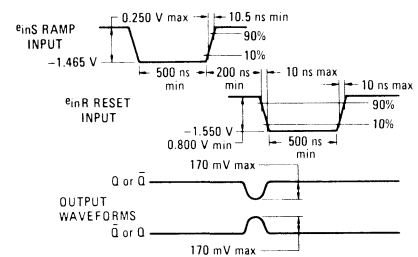 0.250 V max
10.5 ns min
einS RAMP
INPUT
90%
10%
-1.465 V
500 ns
min
200 ns
min
10 ns max
10 ns max
einR RESET
INPUT
90%
10%
-1.550 V
0.800 V min
500 ns
min
170 mV max
Q or Q̄
OUTPUT
WAVEFORMS
Q̄ or Q
170 mV max